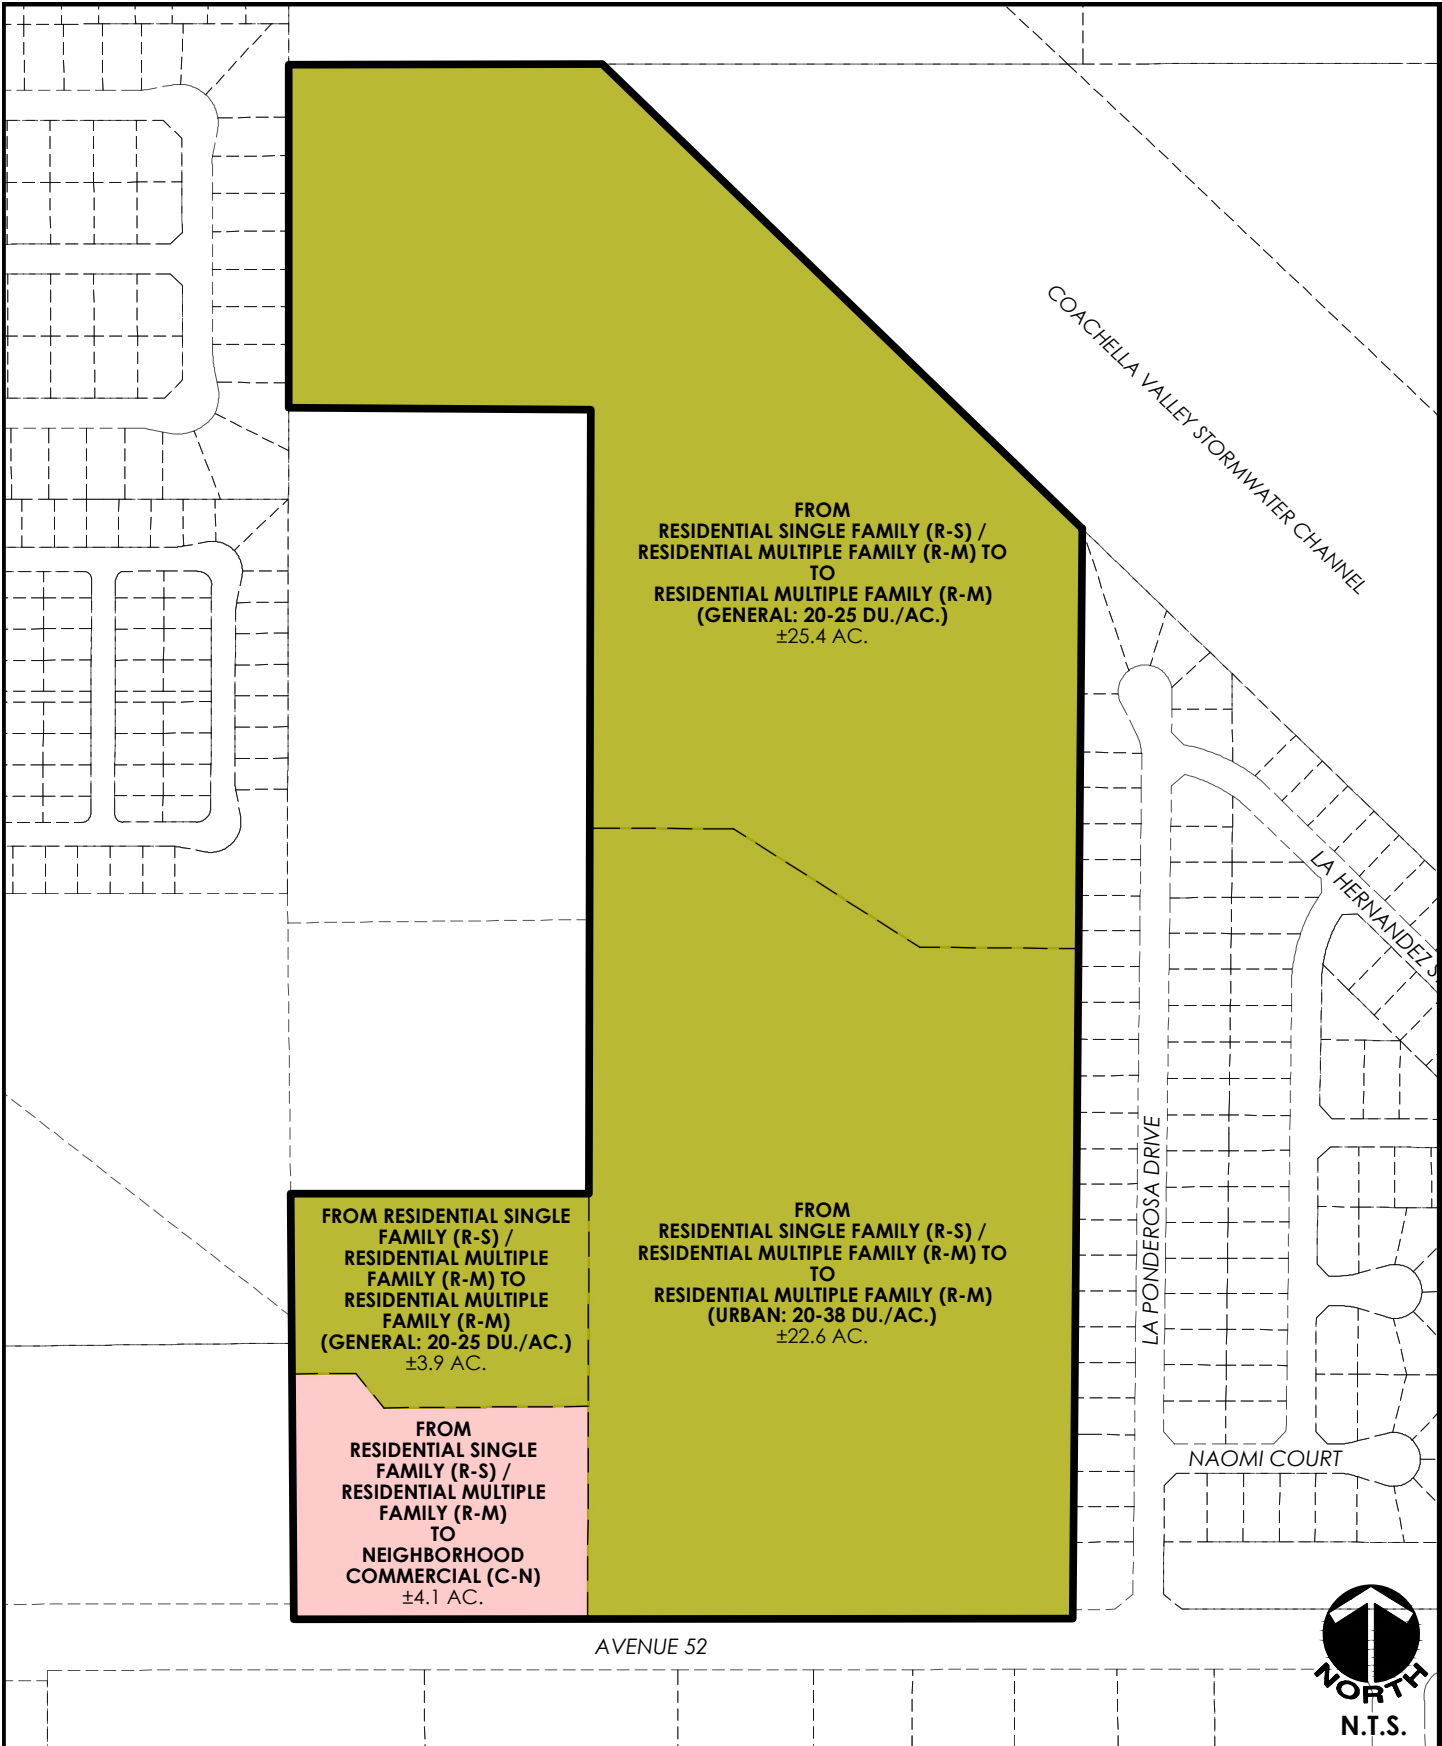 COACHELLA VALLEY STORMWATER CHANNEL
FROM
RESIDENTIAL SINGLE FAMILY (R-S) /
RESIDENTIAL MULTIPLE FAMILY (R-M) TO
TO
RESIDENTIAL MULTIPLE FAMILY (R-M)
(GENERAL: 20-25 DU./AC.)
±25.4 AC.
LA HERNANDEZ S
LA PONDEROSA DRIVE
FROM RESIDENTIAL SINGLE
FAMILY (R-S) /
RESIDENTIAL MULTIPLE
FAMILY (R-M) TO
RESIDENTIAL MULTIPLE
FAMILY (R-M)
(GENERAL: 20-25 DU./AC.)
±3.9 AC.
FROM
RESIDENTIAL SINGLE FAMILY (R-S) /
RESIDENTIAL MULTIPLE FAMILY (R-M) TO
TO
RESIDENTIAL MULTIPLE FAMILY (R-M)
(URBAN: 20-38 DU./AC.)
±22.6 AC.
FROM
RESIDENTIAL SINGLE
FAMILY (R-S) /
RESIDENTIAL MULTIPLE
FAMILY (R-M)
TO
NEIGHBORHOOD
COMMERCIAL (C-N)
±4.1 AC.
NAOMI COURT
AVENUE 52
NORTH
N.T.S.